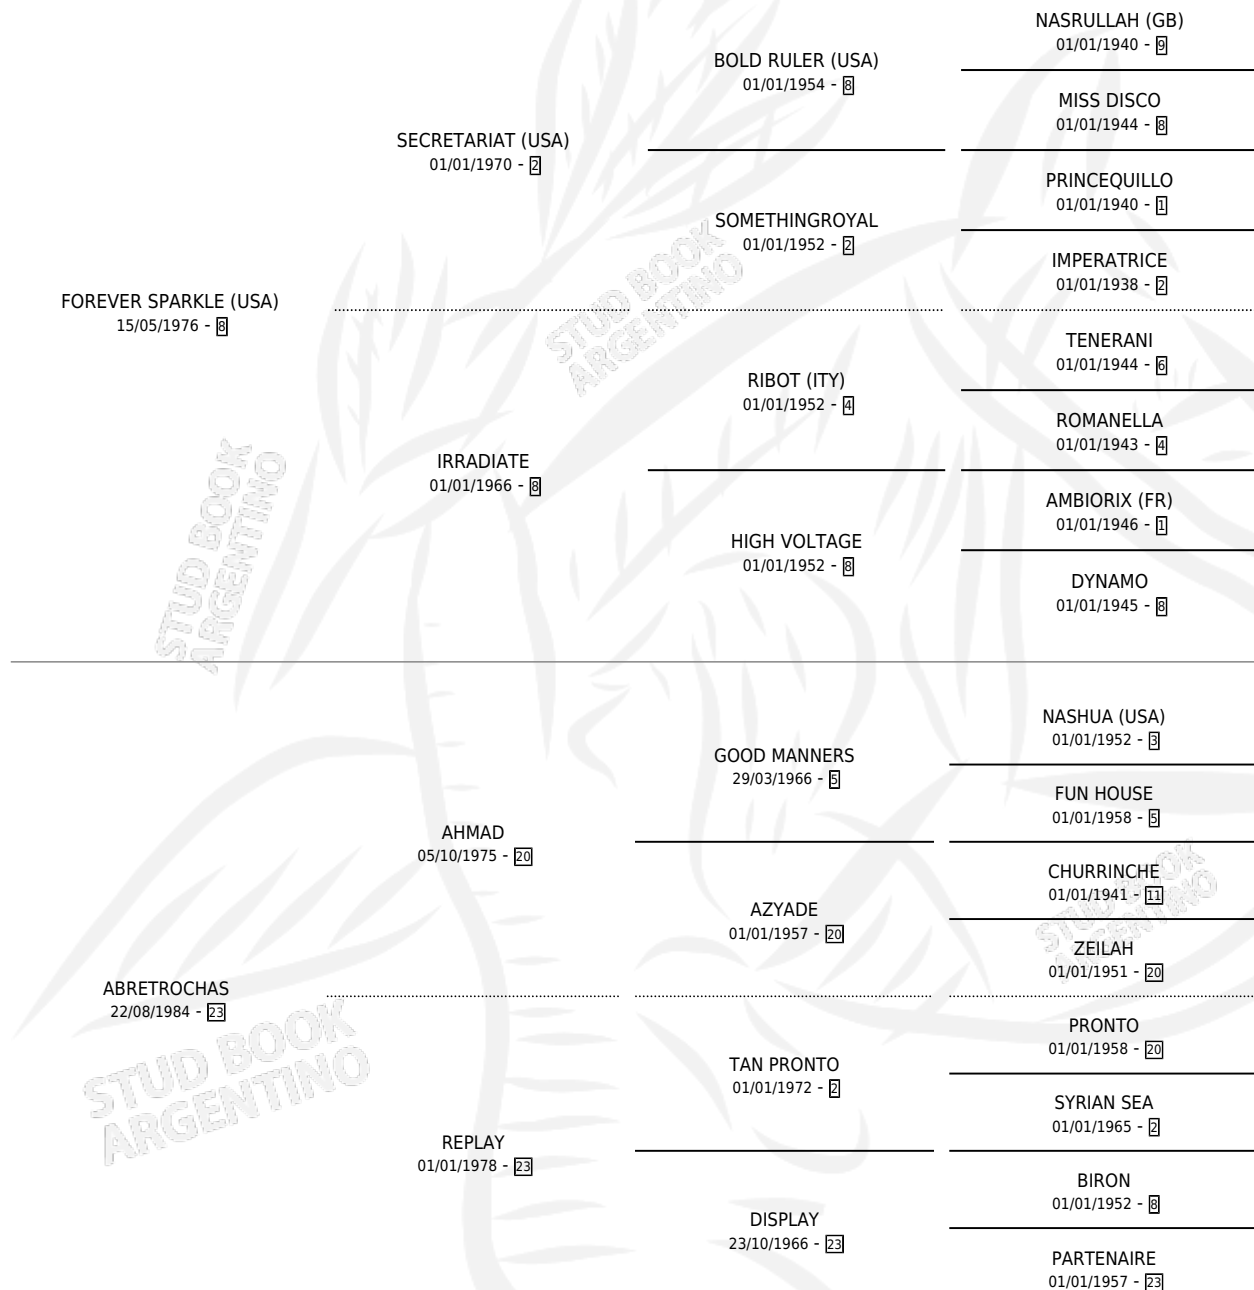 FOREVER SPARKLE (USA)
15/05/1976 - 8
SECRETARIAT (USA)
01/01/1970 - 2
BOLD RULER (USA)
01/01/1954 - 8
NASRULLAH (GB)
01/01/1940 - 9
MISS DISCO
01/01/1944 - 8
SOMETHINGROYAL
01/01/1952 - 2
PRINCEQUILLO
01/01/1940 - 1
IMPERATRICE
01/01/1938 - 2
IRRADIATE
01/01/1966 - 8
RIBOT (ITY)
01/01/1952 - 4
TENERANI
01/01/1944 - 6
ROMANELLA
01/01/1943 - 4
HIGH VOLTAGE
01/01/1952 - 8
AMBIORIX (FR)
01/01/1946 - 1
DYNAMO
01/01/1945 - 8
ABRETROCHAS
22/08/1984 - 23
AHMAD
05/10/1975 - 20
GOOD MANNERS
29/03/1966 - 5
NASHUA (USA)
01/01/1952 - 3
FUN HOUSE
01/01/1958 - 5
AZYADE
01/01/1957 - 20
CHURRINCHE
01/01/1941 - 11
ZEILAH
01/01/1951 - 20
REPLAY
01/01/1978 - 23
TAN PRONTO
01/01/1972 - 2
PRONTO
01/01/1958 - 20
SYRIAN SEA
01/01/1965 - 2
DISPLAY
23/10/1966 - 23
BIRON
01/01/1952 - 8
PARTENAIRE
01/01/1957 - 23
STUD BOOK
ARGENTINO
STUD BOOK
ARGENTINO
STUD BOOK
ARGENTINO
STUD BOOK
ARGENTINO